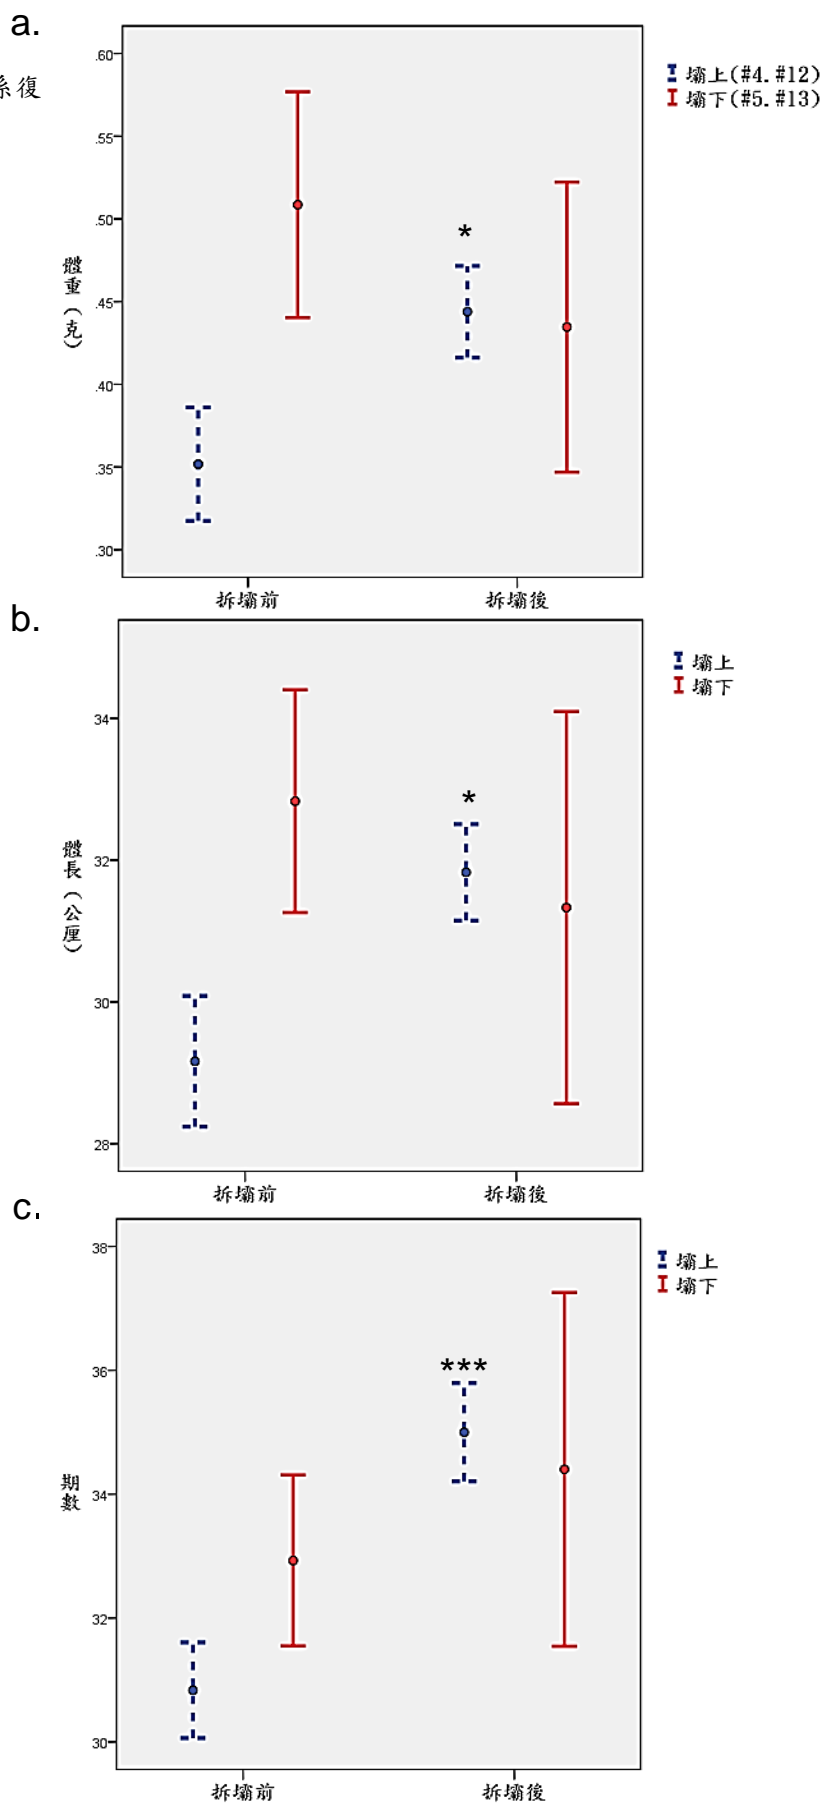 a.
係復
.60
.55
.50
.45
.40
.35
.30
體重（克）
*
拆壩前
拆壩後
壩上(#4. #12)
壩下(#5. #13)
b.
34
32
30
28
體長（公厘）
*
拆壩前
拆壩後
壩上
壩下
c.
38
36
34
32
30
期數
***
拆壩前
拆壩後
壩上
壩下